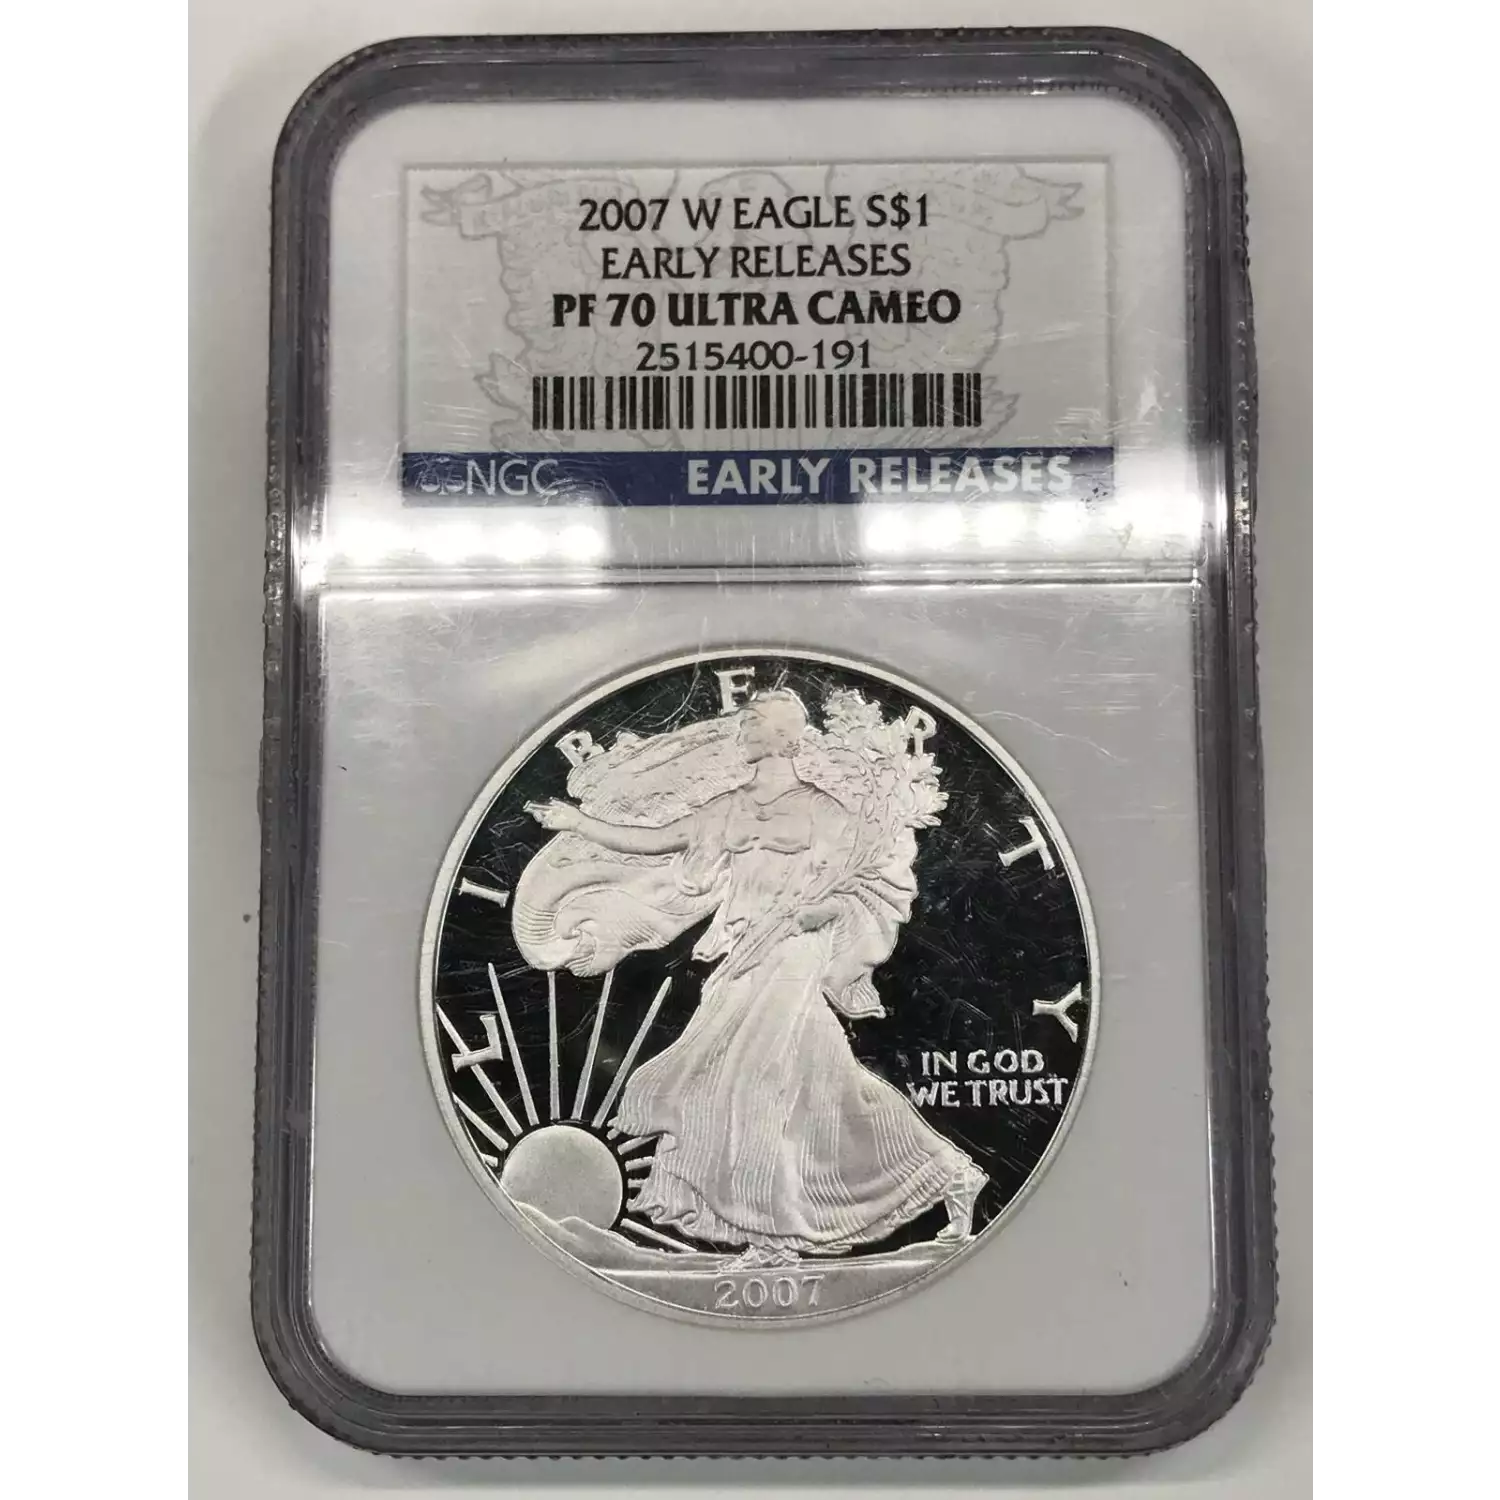 2007 W EAGLE S$1
EARLY RELEASES
PF 70 ULTRA CAMEO
2515400-191
NGC EARLY RELEASES
LIBERTY
IN GOD
WE TRUST
2007